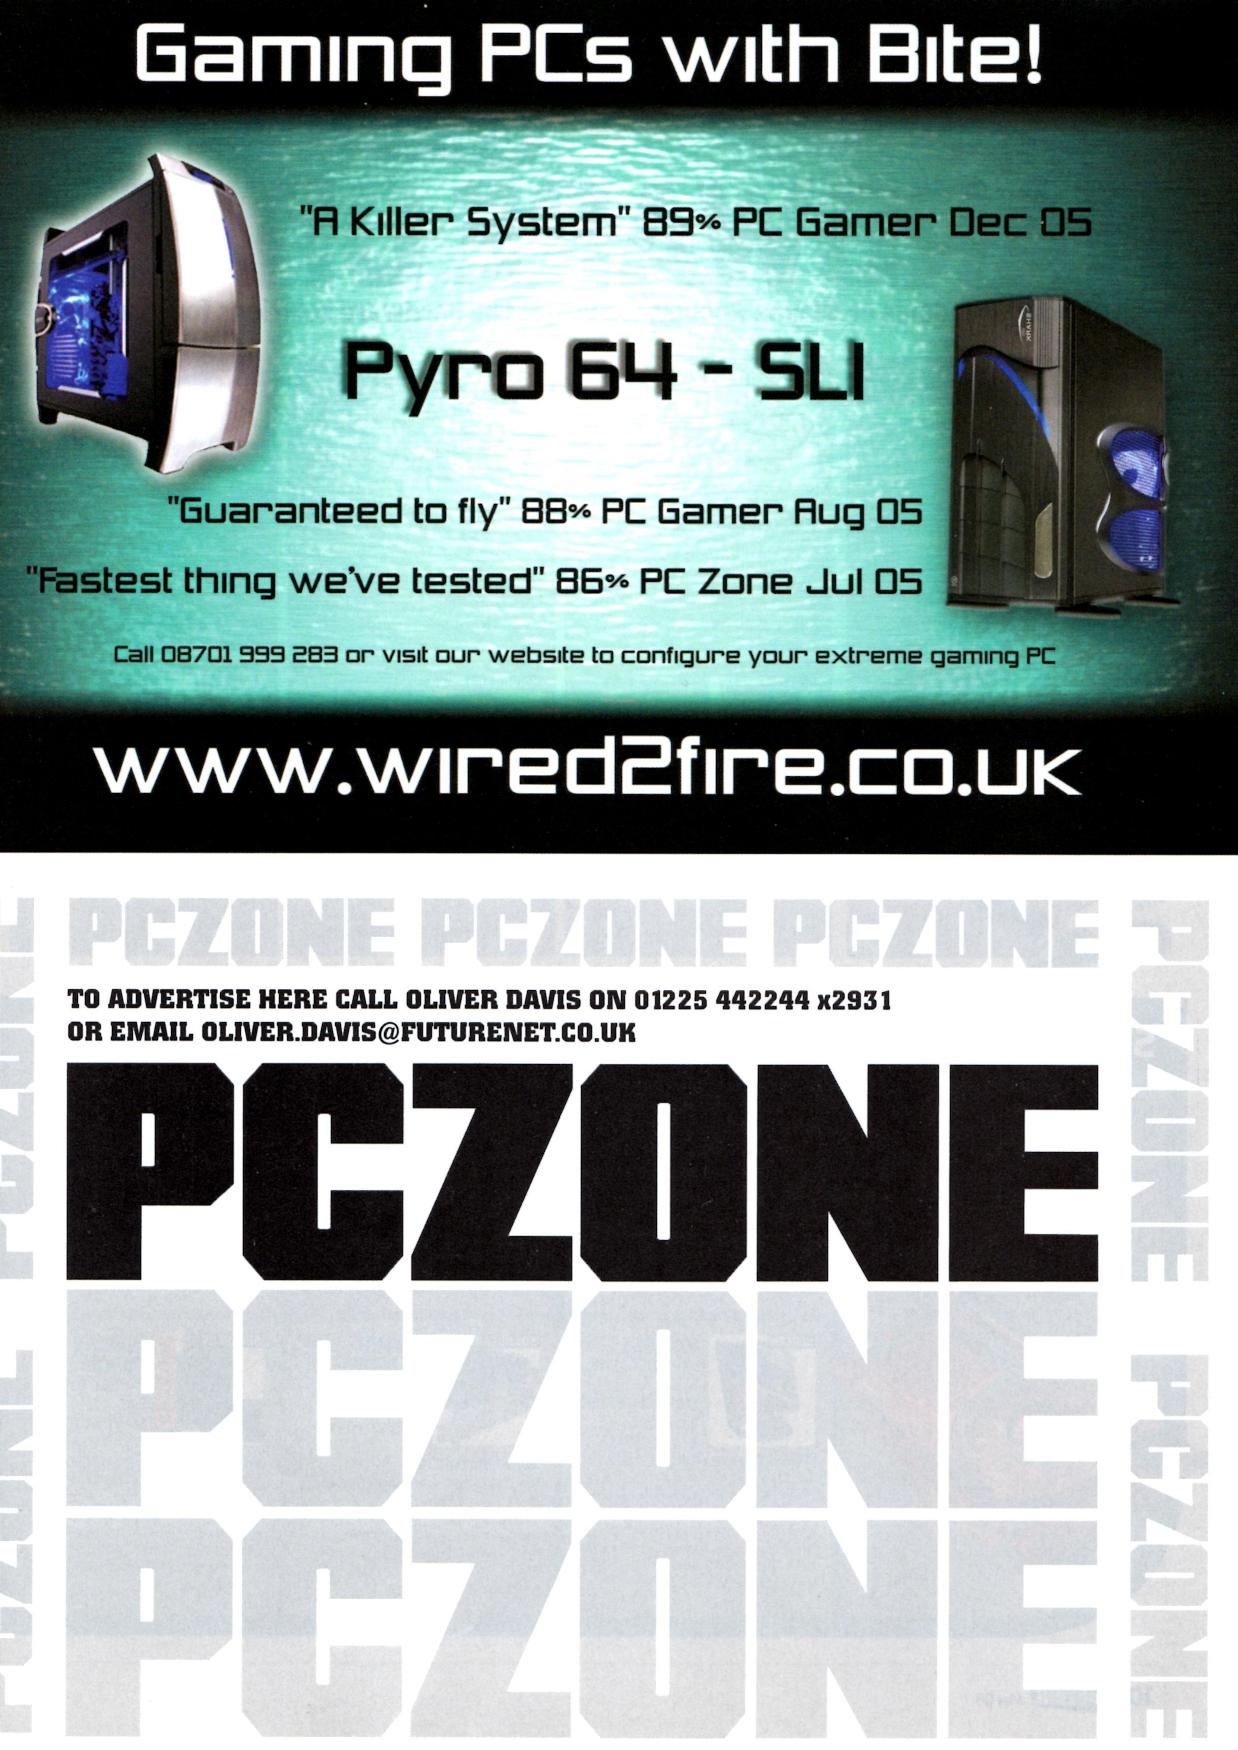 Gaming PCs with Bite!
"A Killer System" 89% PC Gamer Dec 05
SHARK
Pyro 64 - SLI
"Guaranteed to fly" 88% PC Gamer Aug 05
"Fastest thing we've tested" 86% PC Zone Jul 05
Call 08701 999 283 or visit our website to configure your extreme gaming PC
www.wired2fire.co.uk
PCZONE PCZONE PCZONE
TO ADVERTISE HERE CALL OLIVER DAVIS ON 01225 442244 x2931
OR EMAIL OLIVER.DAVIS@FUTURENET.CO.UK
PCZONE
PCZONE
PCZONE
PCZONE
PCZONE
PCZONE
PCZONE